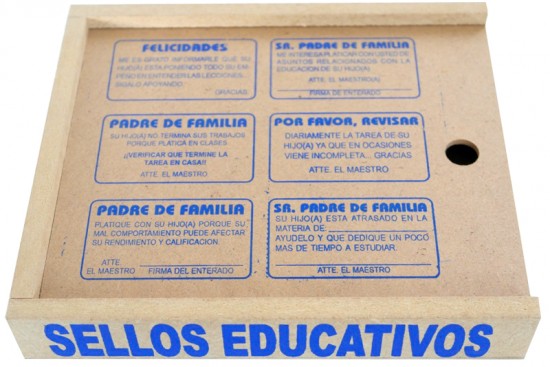 FELICIDADES
ME ES GRATO INFORMARLE QUE SU
HIJO(A) ESTA PONIENDO TODO SU EM-
PEÑO EN ENTENDER LAS LECCIONES.
SIGALO APOYANDO.
GRACIAS
SR. PADRE DE FAMILIA
ME INTERESA PLATICAR CON USTED DE
ASUNTOS RELACIONADOS CON LA
EDUCACION DE SU HIJO(A)
ATTE. EL MAESTRO(A)
FIRMA DE ENTERADO
PADRE DE FAMILIA
SU HIJO(A) NO TERMINA SUS TRABAJOS
PORQUE PLATICA EN CLASES
¡¡VERIFICAR QUE TERMINE LA
TAREA EN CASA!!
ATTE. EL MAESTRO
POR FAVOR, REVISAR
DIARIAMENTE LA TAREA DE SU
HIJO(A) YA QUE EN OCASIONES
VIENE INCOMPLETA... GRACIAS
ATTE. EL MAESTRO
PADRE DE FAMILIA
PLATIQUE CON SU HIJO(A) PORQUE SU
MAL COMPORTAMIENTO PUEDE AFECTAR
SU RENDIMIENTO Y CALIFICACION.
ATTE.
EL MAESTRO FIRMA DEL ENTERADO
SR. PADRE DE FAMILIA
SU HIJO(A) ESTA ATRASADO EN LA
MATERIA DE:
AYUDELO Y QUE DEDIQUE UN POCO
MAS DE TIEMPO A ESTUDIAR.
ATTE. EL MAESTRO
SELLOS EDUCATIVOS